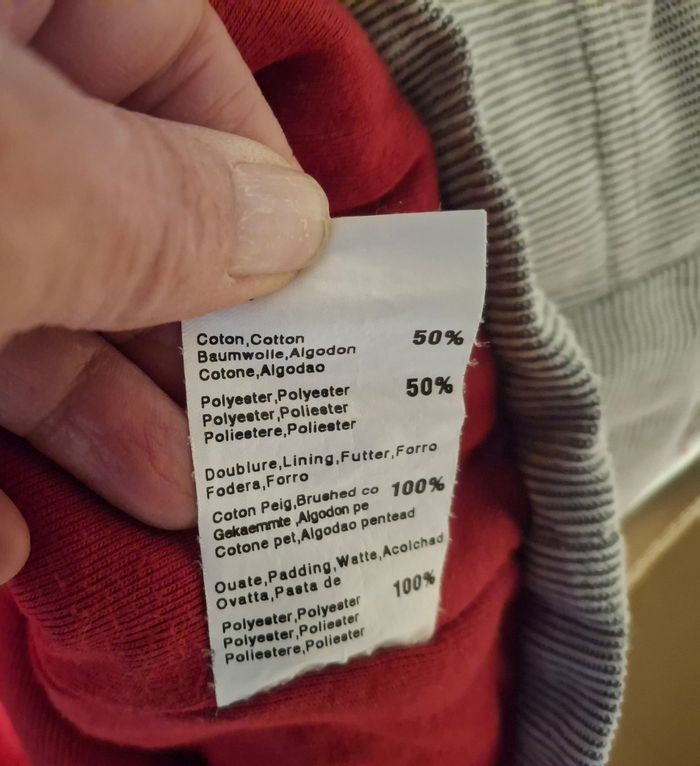 Coton,Cotton 50%
Baumwolle,Algodon
Cotone,Algodao
Polyester,Polyester 50%
Polyester,Poliester
Poliestere,Poliester
Doublure,Lining,Futter,Forro
Fodera,Forro
Coton Peig,Brushed co 100%
Gekaemmte ,Algodon pe
Cotone pet,Algodao pentead
Ouate,Padding,Watte,Acolchad
Ovatta,Pasta de
Polyester,Polyester 100%
Polyester,Poliester
Poliestere,Poliester